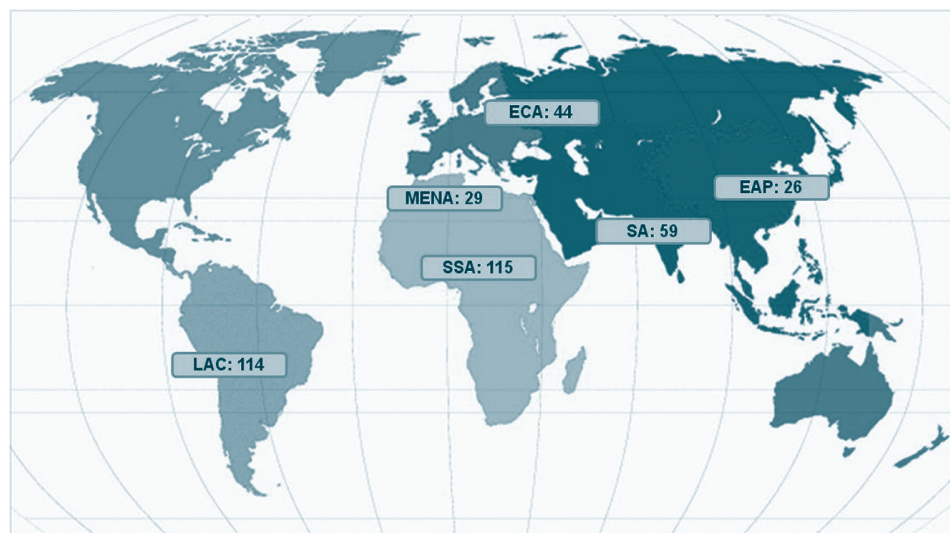 ECA: 44
EAP: 26
MENA: 29
SA: 59
SSA: 115
LAC: 114